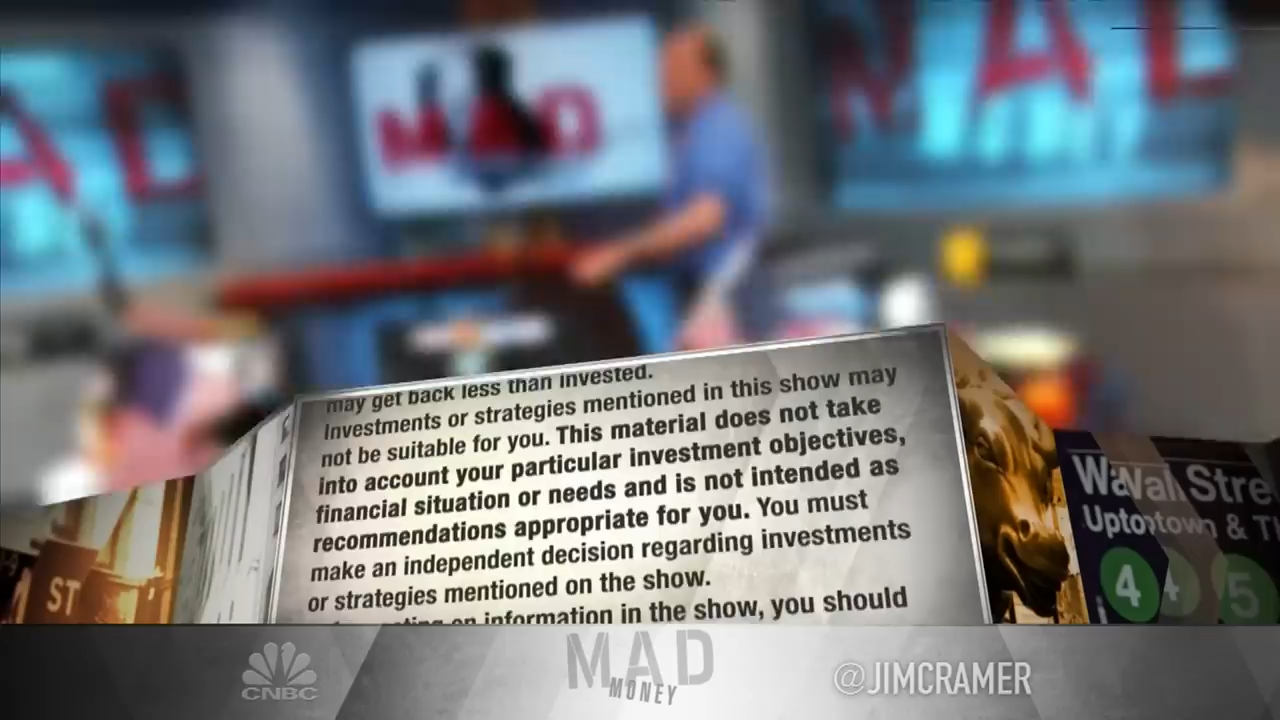 MAD
may get back less than invested.
Investments or strategies mentioned in this show may
not be suitable for you. This material does not take
into account your particular investment objectives,
financial situation or needs and is not intended as
recommendations appropriate for you. You must
make an independent decision regarding investments
or strategies mentioned on the show.
on information in the show, you should
ST
Wall Stre
Uptown & T
4
4
5
CNBC
MAD
MONEY
@JIMCRAMER